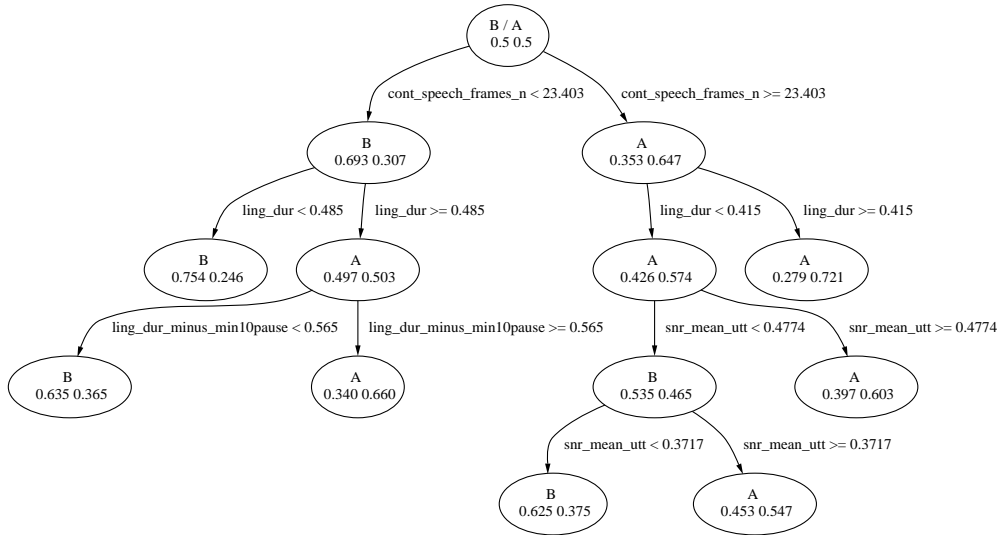 B / A
0.5 0.5
cont_speech_frames_n < 23.403
cont_speech_frames_n >= 23.403
B
0.693 0.307
A
0.353 0.647
ling_dur < 0.485
ling_dur >= 0.485
ling_dur < 0.415
ling_dur >= 0.415
B
0.754 0.246
A
0.497 0.503
A
0.426 0.574
A
0.279 0.721
ling_dur_minus_min10pause < 0.565
ling_dur_minus_min10pause >= 0.565
snr_mean_utt < 0.4774
snr_mean_utt >= 0.4774
B
0.635 0.365
A
0.340 0.660
B
0.535 0.465
A
0.397 0.603
snr_mean_utt < 0.3717
snr_mean_utt >= 0.3717
B
0.625 0.375
A
0.453 0.547